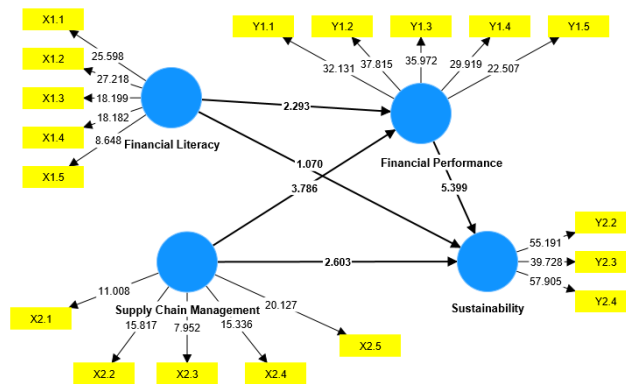 X1.1
X1.2
X1.3
X1.4
X1.5
25.598
27.218
18.199
18.182
8.648
Financial Literacy
Y1.1
Y1.2
Y1.3
Y1.4
Y1.5
32.131
37.815
35.972
29.919
22.507
Financial Performance
2.293
1.070
3.786
5.399
2.603
Supply Chain Management
11.008
15.817
7.952
15.336
20.127
X2.1
X2.2
X2.3
X2.4
X2.5
Sustainability
55.191
39.728
57.905
Y2.2
Y2.3
Y2.4